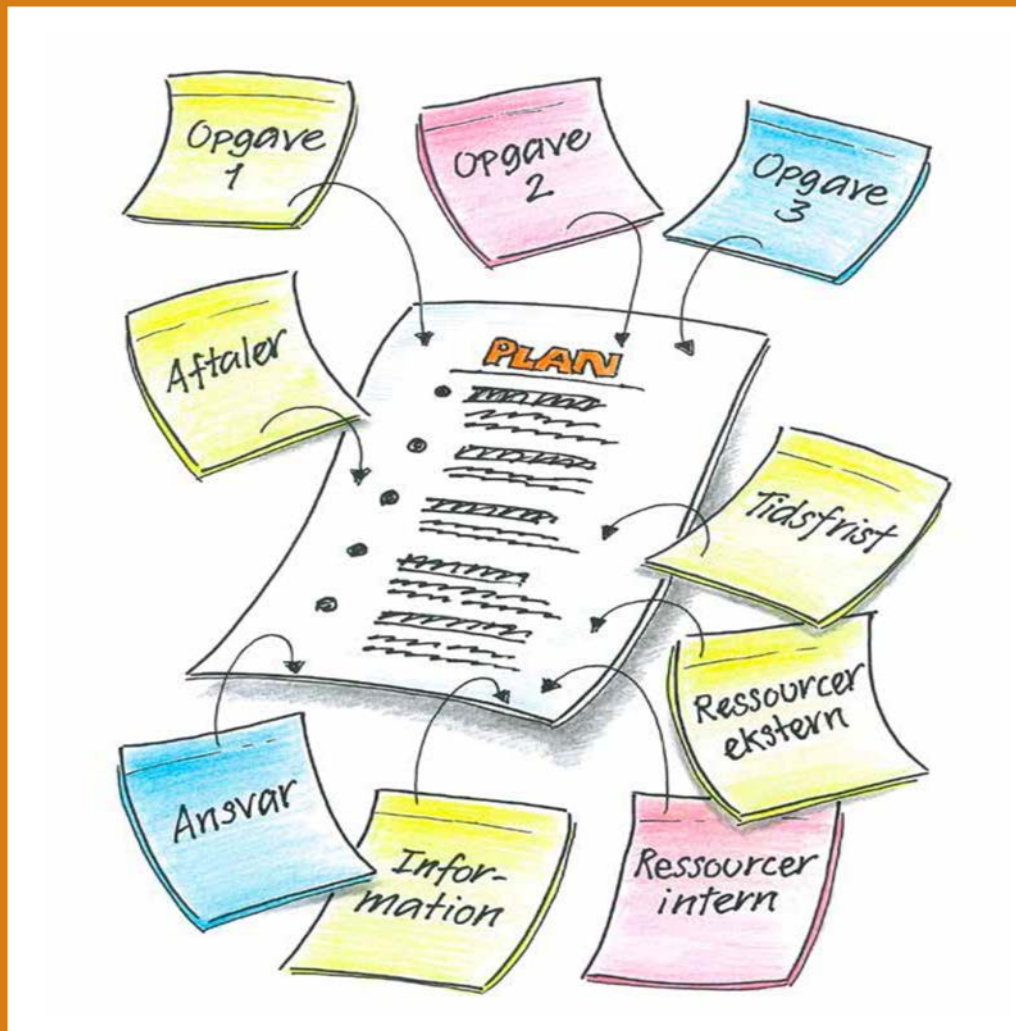 Opgave
1
Opgave
2
Opgave
3
Aftaler
PLAN
Tidsfrist
Ressourcer
ekstern
Ansvar
Infor-
mation
Ressourcer
intern